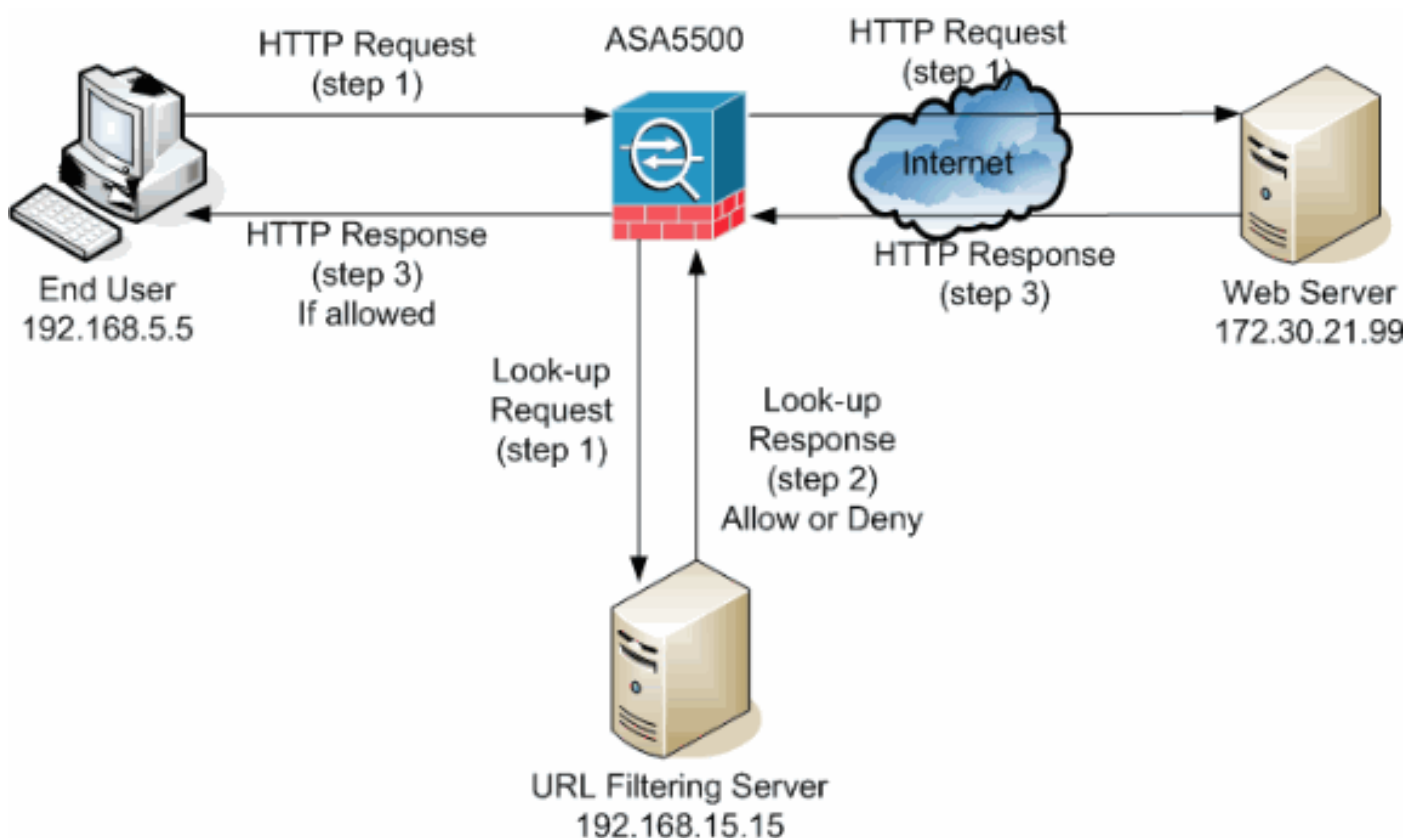 HTTP Request
(step 1)
ASA5500
HTTP Request
(step 1)
Internet
HTTP Response
(step 3)
If allowed
HTTP Response
(step 3)
End User
192.168.5.5
Web Server
172.30.21.99
Look-up
Request
(step 1)
Look-up
Response
(step 2)
Allow or Deny
URL Filtering Server
192.168.15.15